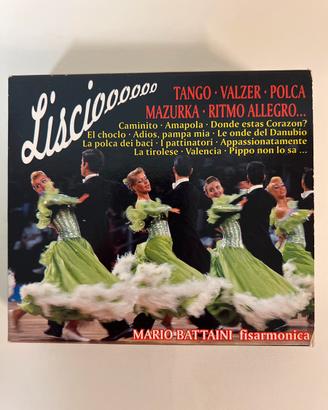 Liscioooooo
TANGO · VALZER · POLCA
MAZURKA · RITMO ALLEGRO...
Caminito · Amapola · Donde estas Corazon?
El choclo · Adios, pampa mia · Le onde del Danubio
La polca dei baci · I pattinatori · Appassionatamente
La tirolese · Valencia · Pippo non lo sa ...
MARIO BATTAINI fisarmonica